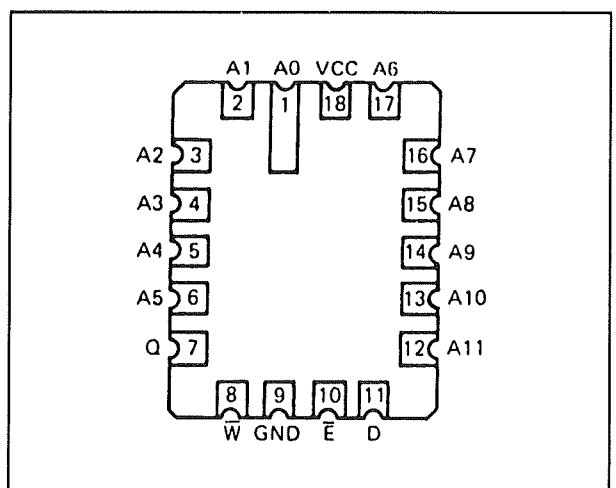 A1 A0 VCC A6
2 1 18 17
A2 3 16 A7
A3 4 15 A8
A4 5 14 A9
A5 6 13 A10
Q 7 12 A11
8 9 10 11
W̅ GND E̅ D